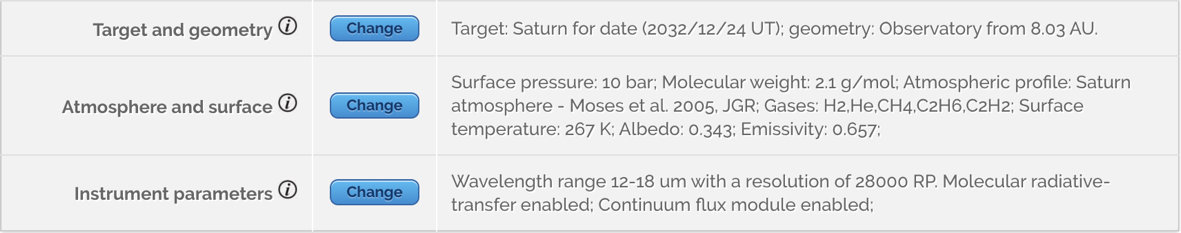 Target and geometry i Change Target: Saturn for date (2032/12/24 UT); geometry: Observatory from 8.03 AU.
Surface pressure: 10 bar; Molecular weight: 2.1 g/mol; Atmospheric profile: Saturn
Atmosphere and surface i Change atmosphere - Moses et al. 2005, JGR; Gases: H2,He,CH4,C2H6,C2H2; Surface
temperature: 267 K; Albedo: 0.343; Emissivity: 0.657;
Instrument parameters i Change Wavelength range 12-18 um with a resolution of 28000 RP. Molecular radiative-
transfer enabled; Continuum flux module enabled;